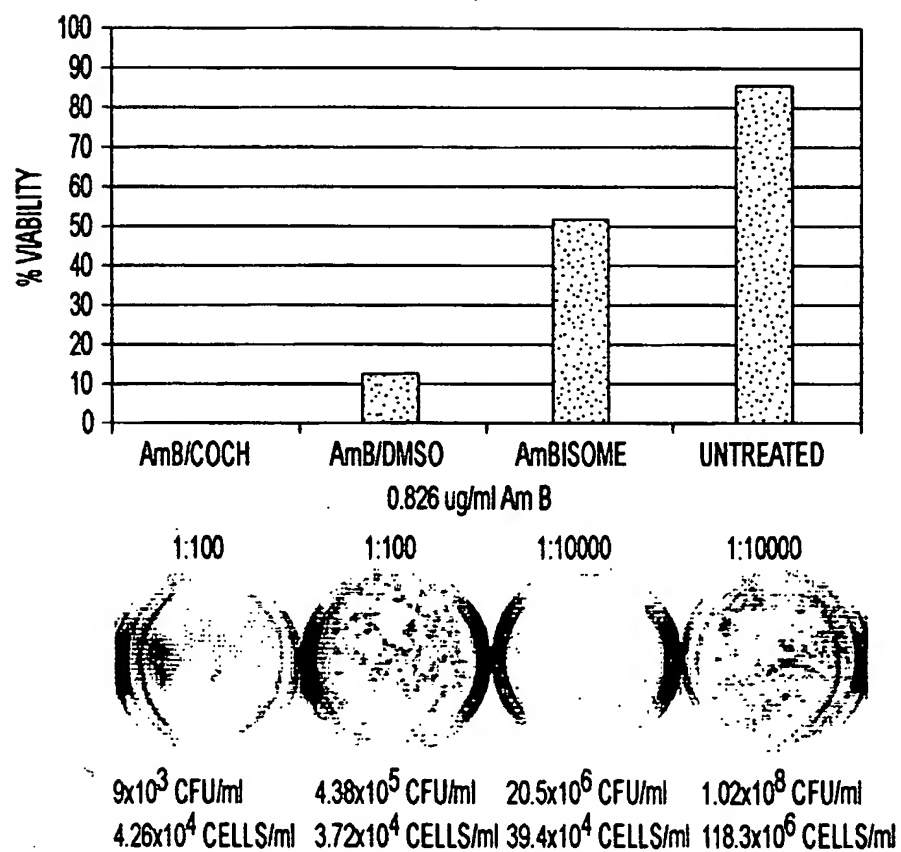 100
90
80
70
60
50
40
30
20
10
0
% VIABILITY
AmB/COCH AmB/DMSO AmBISOME UNTREATED
0.826 ug/ml Am B
1:100 1:100 1:10000 1:10000
9x10³ CFU/ml 4.38x10⁵ CFU/ml 20.5x10⁶ CFU/ml 1.02x10⁸ CFU/ml
4.26x10⁴ CELLS/ml 3.72x10⁴ CELLS/ml 39.4x10⁴ CELLS/ml 118.3x10⁶ CELLS/ml